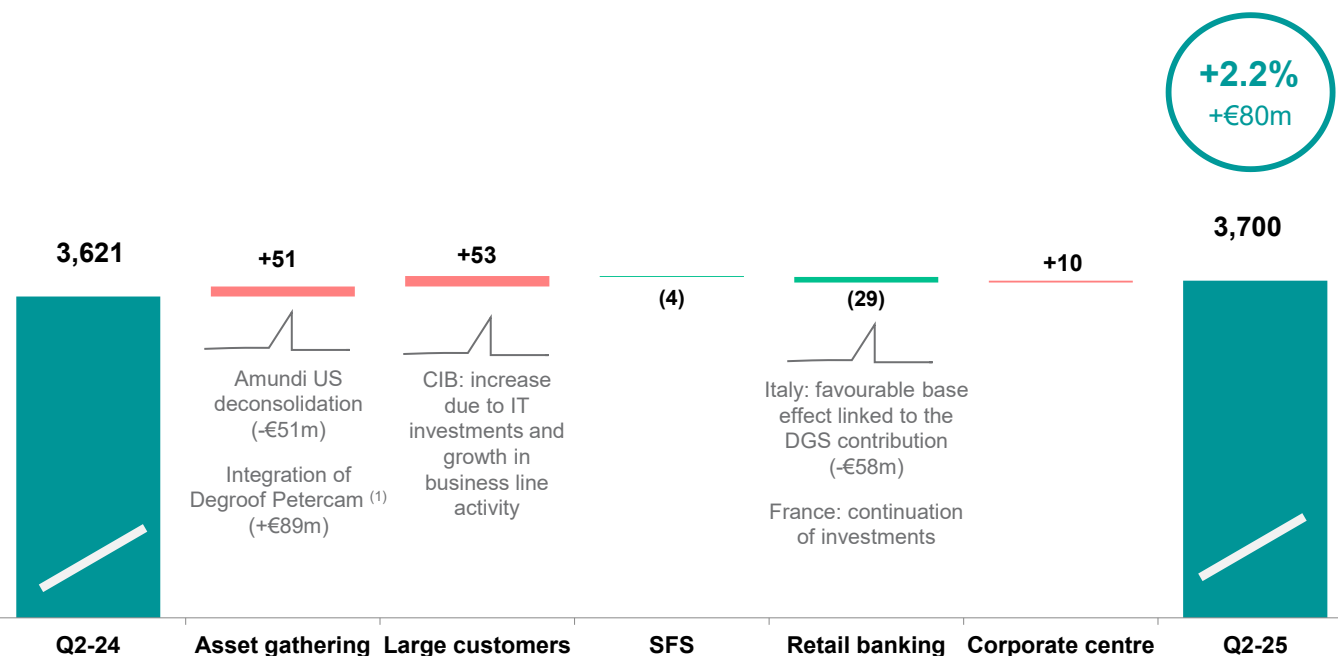 +2.2%
+€80m
3,621
+51
+53
(4)
(29)
+10
3,700
Amundi US
deconsolidation
(-€51m)
Integration of
Degroof Petercam (1)
(+€89m)
CIB: increase
due to IT
investments and
growth in
business line
activity
Italy: favourable base
effect linked to the
DGS contribution
(-€58m)
France: continuation
of investments
Q2-24
Asset gathering
Large customers
SFS
Retail banking
Corporate centre
Q2-25